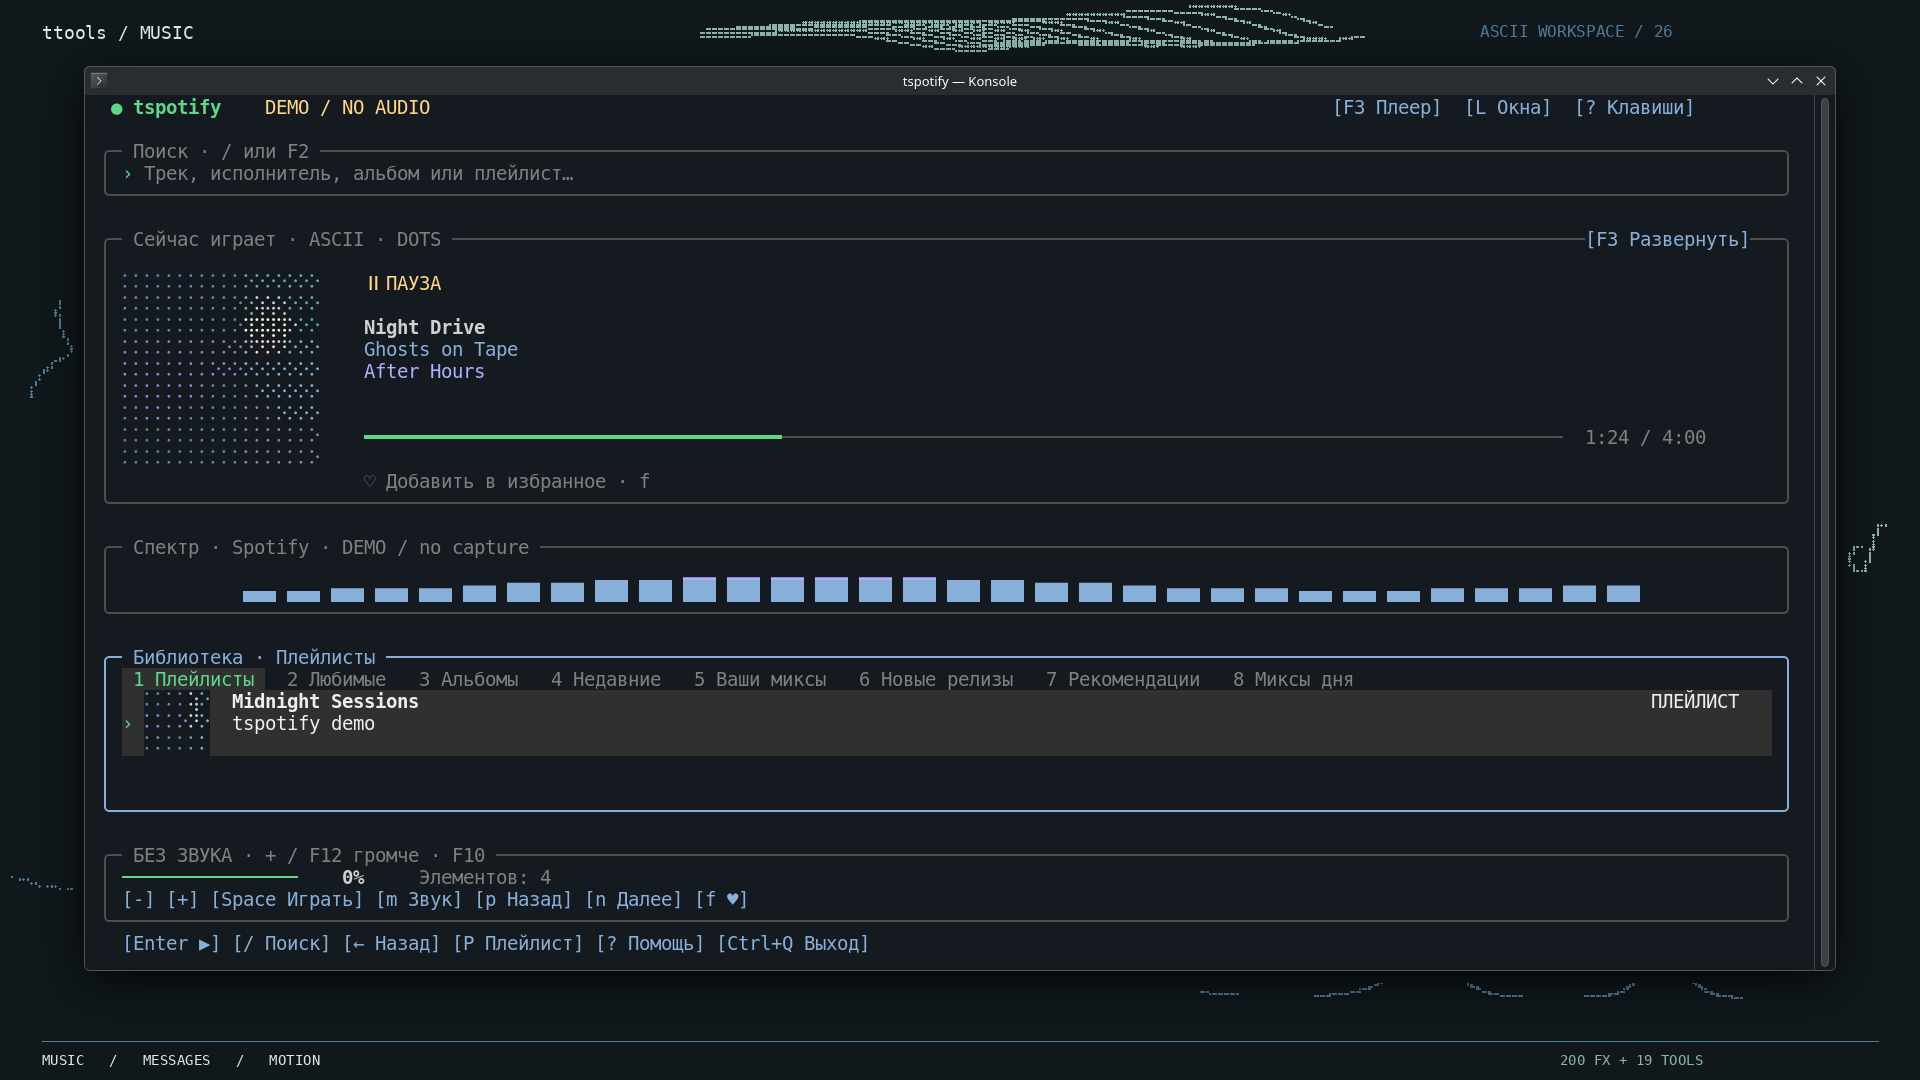 ttools / MUSIC
ASCII WORKSPACE / 26
tspotify — Konsole
● tspotify DEMO / NO AUDIO [F3 Плеер] [L Окна] [? Клавиши]
Поиск · / или F2
› Трек, исполнитель, альбом или плейлист…
Сейчас играет · ASCII · DOTS [F3 Развернуть]
⏸ ПАУЗА
Night Drive
Ghosts on Tape
After Hours
1:24 / 4:00
♡ Добавить в избранное · f
Спектр · Spotify · DEMO / no capture
Библиотека · Плейлисты
1 Плейлисты 2 Любимые 3 Альбомы 4 Недавние 5 Ваши миксы 6 Новые релизы 7 Рекомендации 8 Миксы дня
Midnight Sessions ПЛЕЙЛИСТ
› tspotify demo
БЕЗ ЗВУКА · + / F12 громче · F10
0% Элементов: 4
[-] [+] [Space Играть] [m Звук] [p Назад] [n Далее] [f ♥]
[Enter ▶] [/ Поиск] [← Назад] [P Плейлист] [? Помощь] [Ctrl+Q Выход]
MUSIC / MESSAGES / MOTION
200 FX + 19 TOOLS